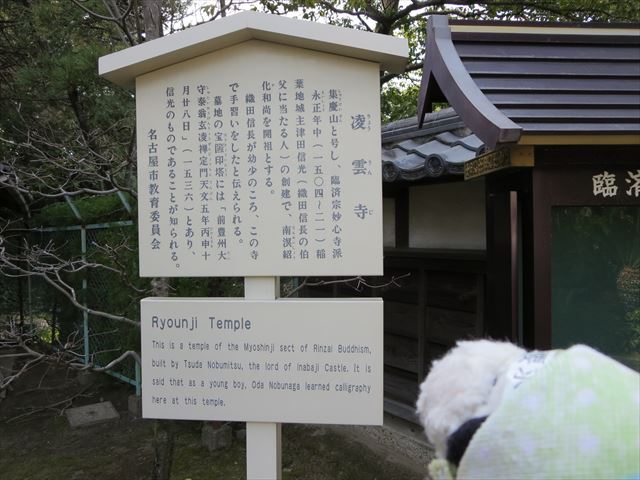 凌雲寺
りょう うん じ
集慶山と号し、臨済宗妙心寺派
永正年中（一五〇四～二一）稲
葉地城主津田信光（織田信長の伯
父に当たる人）の創建で、南溟紹
化和尚を開祖とする。
織田信長が幼少のころ、この寺
で手習いをしたと伝えられる。
墓地の宝篋印塔には、「前豊州大
守泰翁玄凌禅定門天文五年丙申十
月廿八日」（一五三六）とあり、
信光のものであることが知られる。
名古屋市教育委員会
Ryounji Temple
This is a temple of the Myoshinji sect of Rinzai Buddhism,
built by Tsuda Nobumitsu, the lord of Inabaji Castle. It is
said that as a young boy, Oda Nobunaga learned calligraphy
here at this temple.
臨済